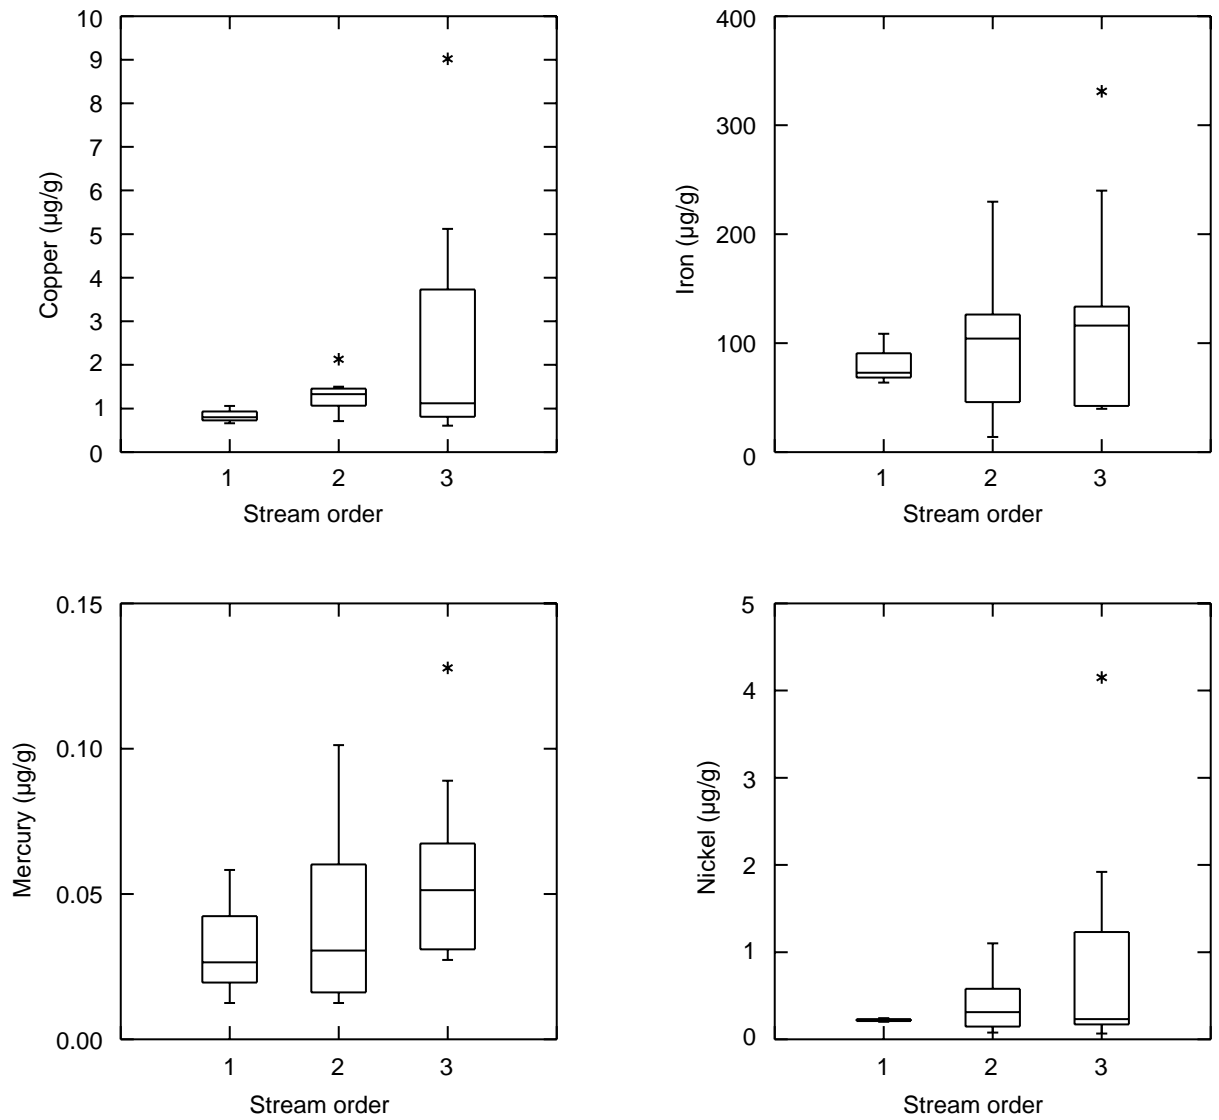 10
9
8
7
6
5
4
3
2
1
0
Copper (µg/g)
1 2 3
Stream order
400
300
200
100
0
Iron (µg/g)
1 2 3
Stream order
0.15
0.10
0.05
0.00
Mercury (µg/g)
1 2 3
Stream order
5
4
3
2
1
0
Nickel (µg/g)
1 2 3
Stream order